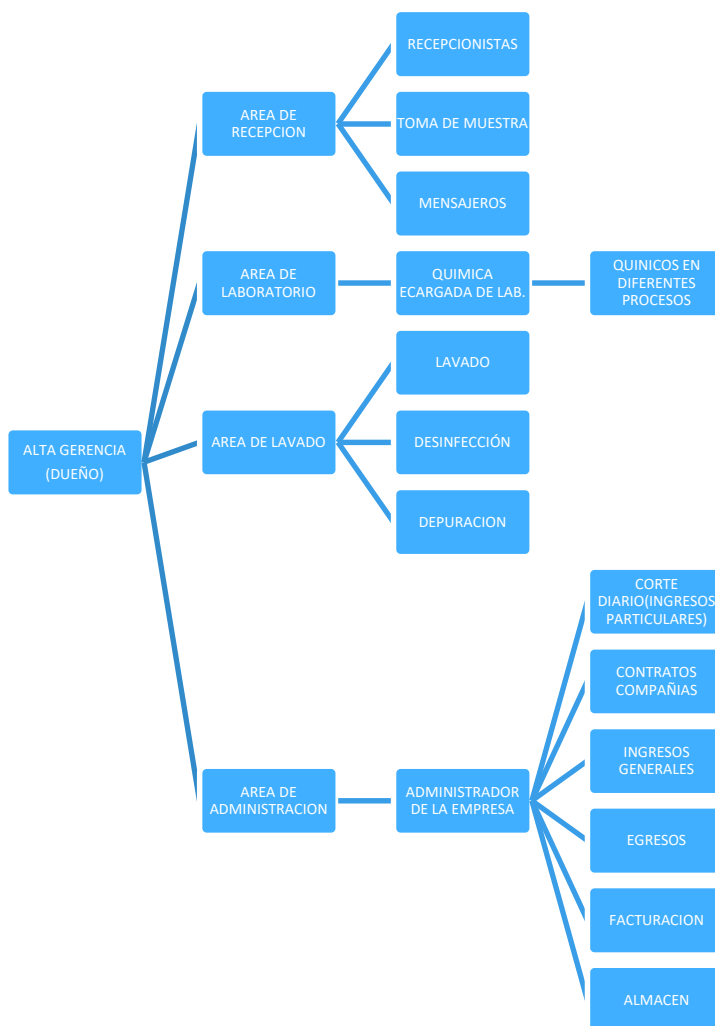 RECEPCIONISTAS
AREA DE
RECEPCION
TOMA DE MUESTRA
MENSAJEROS
AREA DE
LABORATORIO
QUIMICA
ECARGADA DE LAB.
QUINICOS EN
DIFERENTES
PROCESOS
LAVADO
ALTA GERENCIA
(DUEÑO)
AREA DE LAVADO
DESINFECCIÓN
DEPURACION
CORTE
DIARIO(INGRESOS
PARTICULARES)
CONTRATOS
COMPAÑIAS
INGRESOS
GENERALES
AREA DE
ADMINISTRACION
ADMINISTRADOR
DE LA EMPRESA
EGRESOS
FACTURACION
ALMACEN